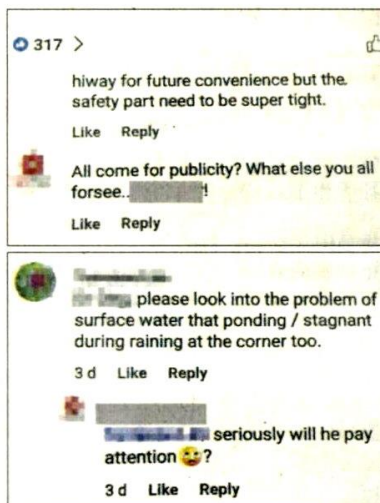 317 >
hiway for future convenience but the
safety part need to be super tight.
Like Reply
All come for publicity? What else you all
forsee.. !
Like Reply
please look into the problem of
surface water that ponding / stagnant
during raining at the corner too.
3 d Like Reply
seriously will he pay
attention ?
3 d Like Reply